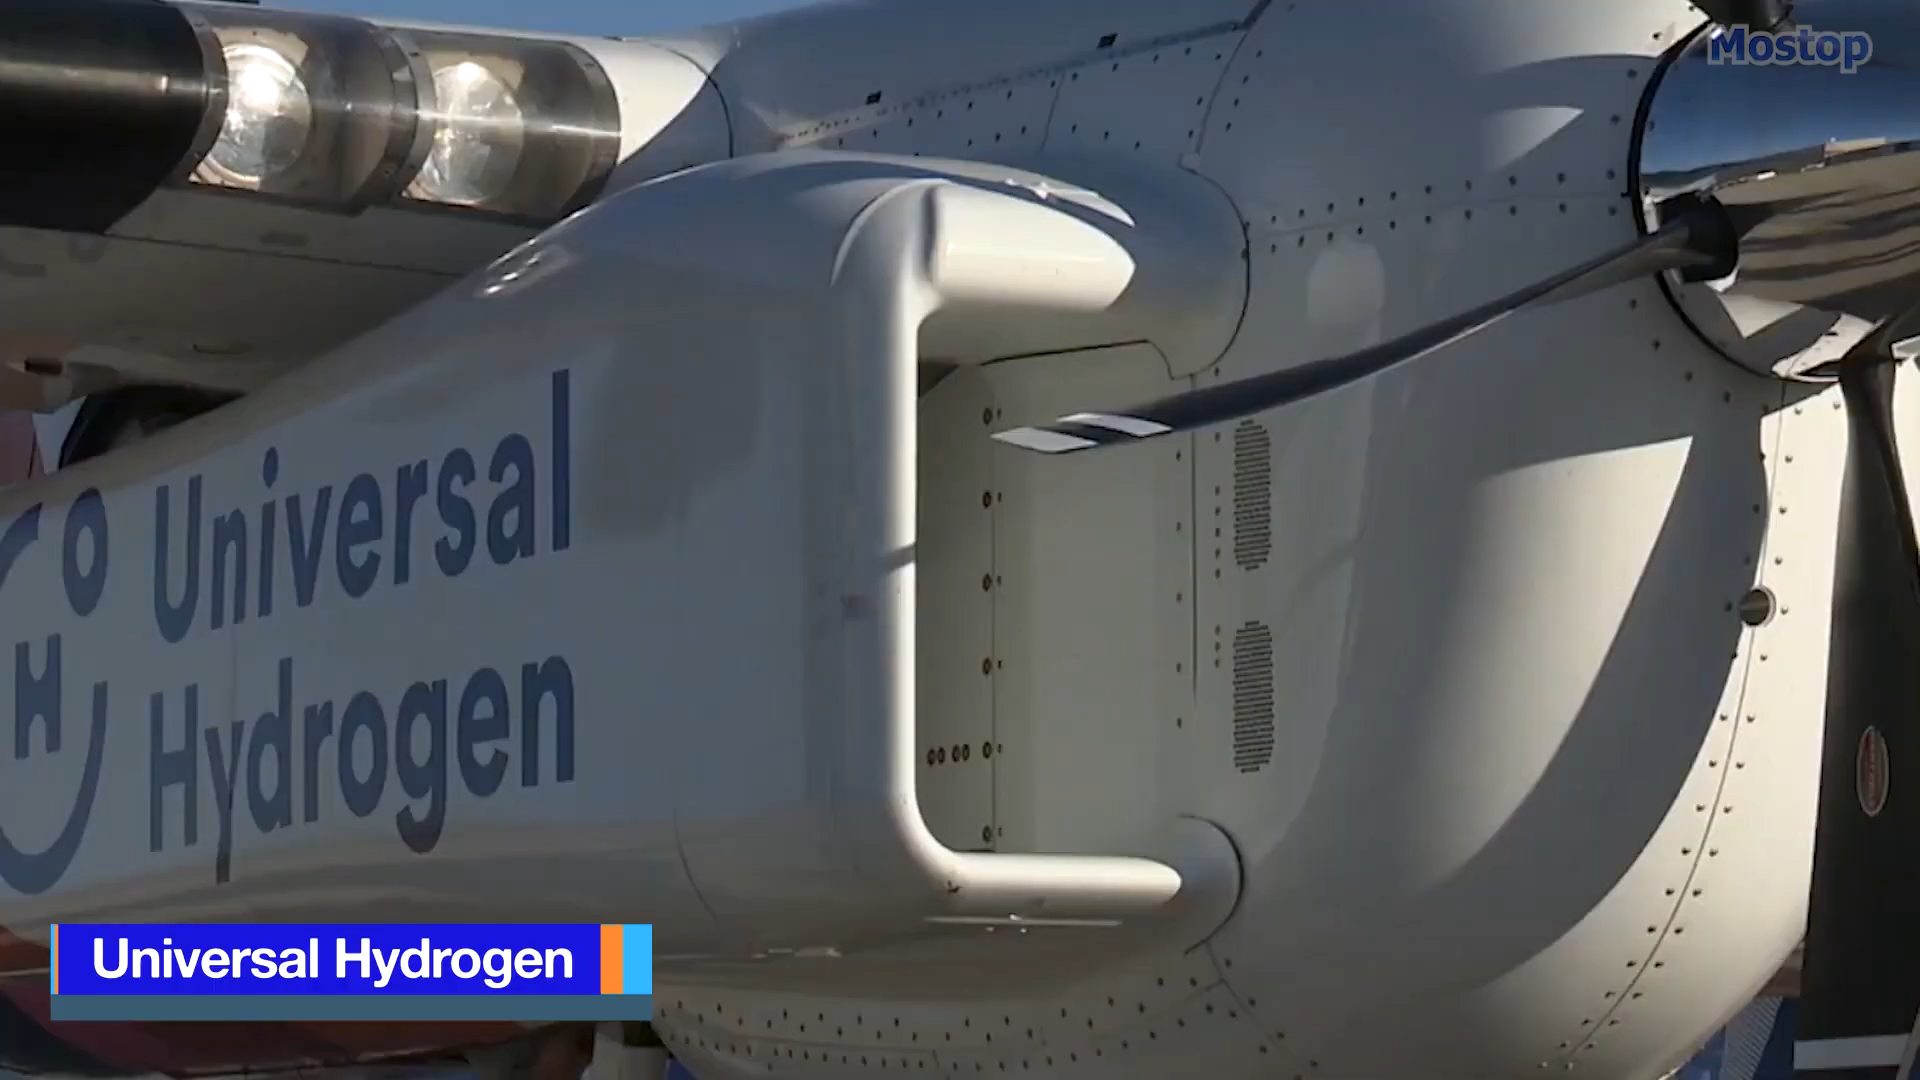 Mostop
Universal
Hydrogen
H
Universal Hydrogen